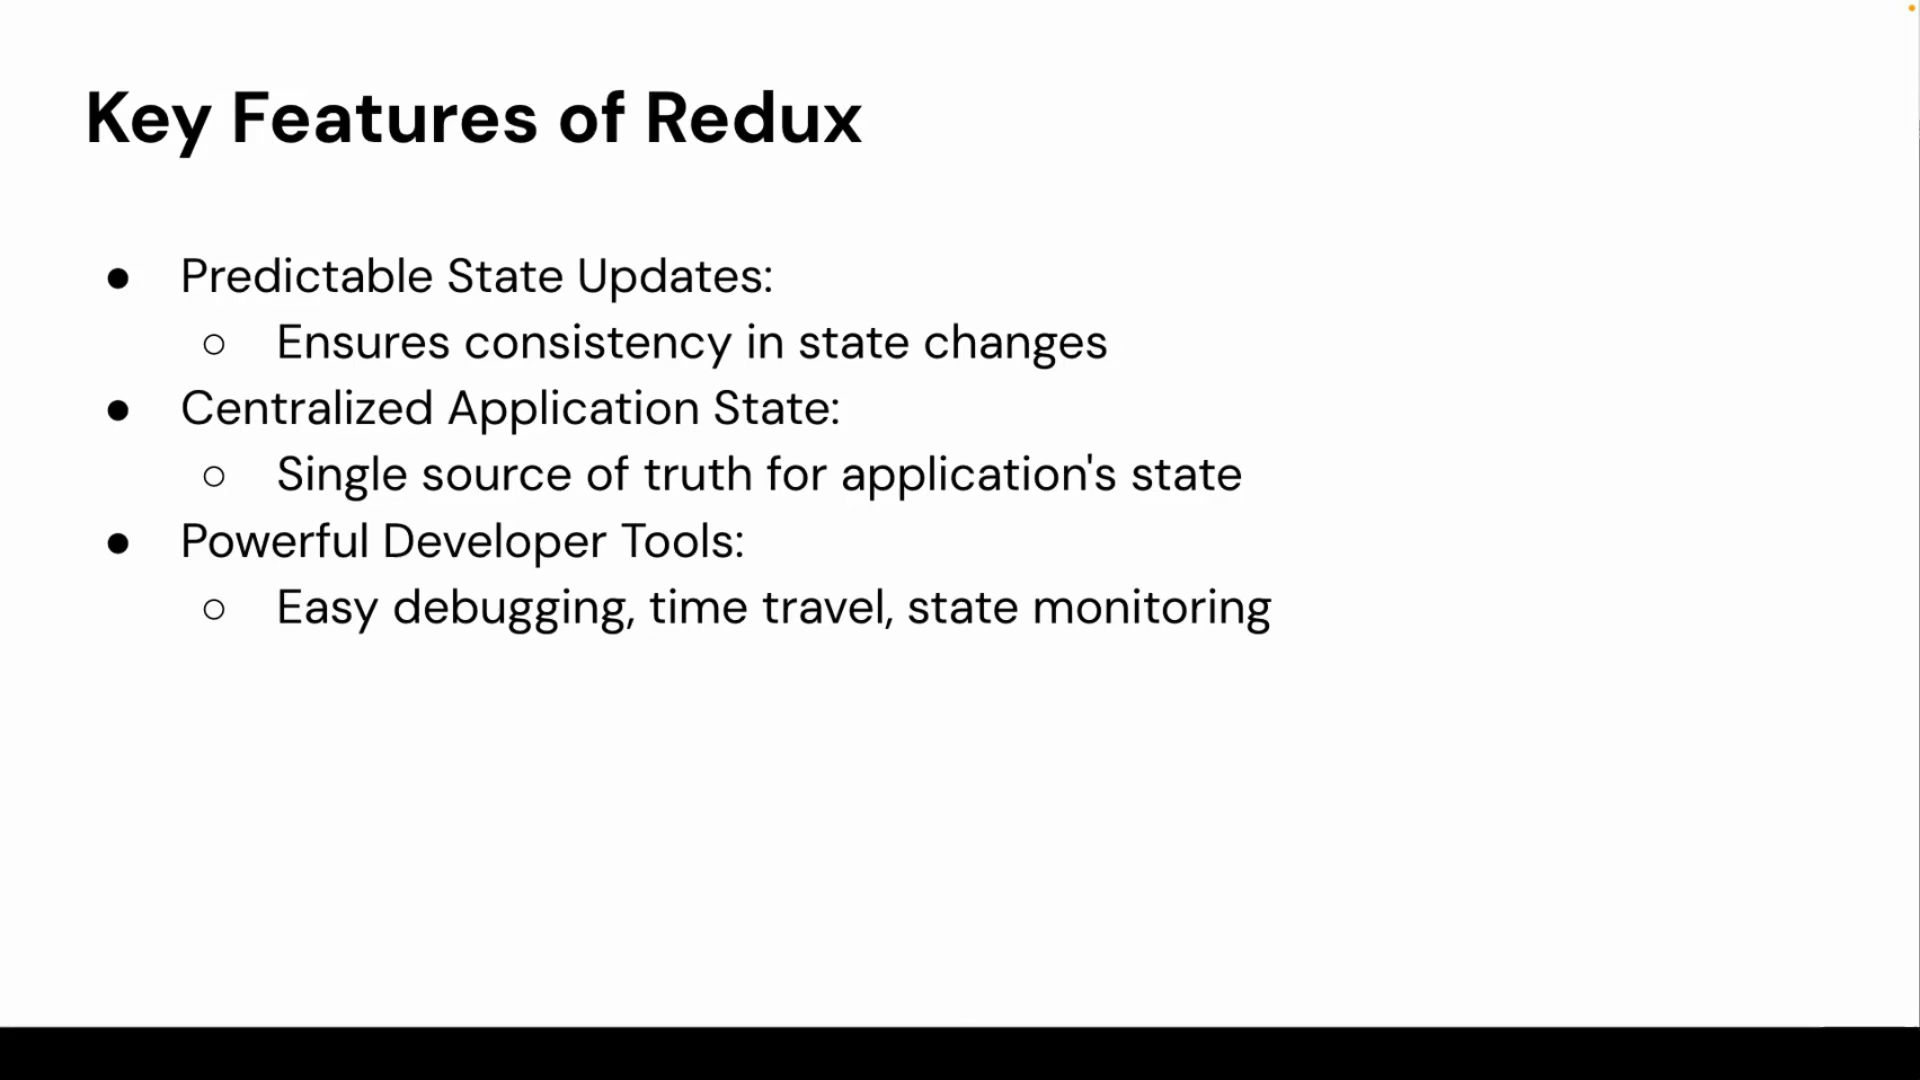 Key Features of Redux
● Predictable State Updates:
○ Ensures consistency in state changes
● Centralized Application State:
○ Single source of truth for application's state
● Powerful Developer Tools:
○ Easy debugging, time travel, state monitoring